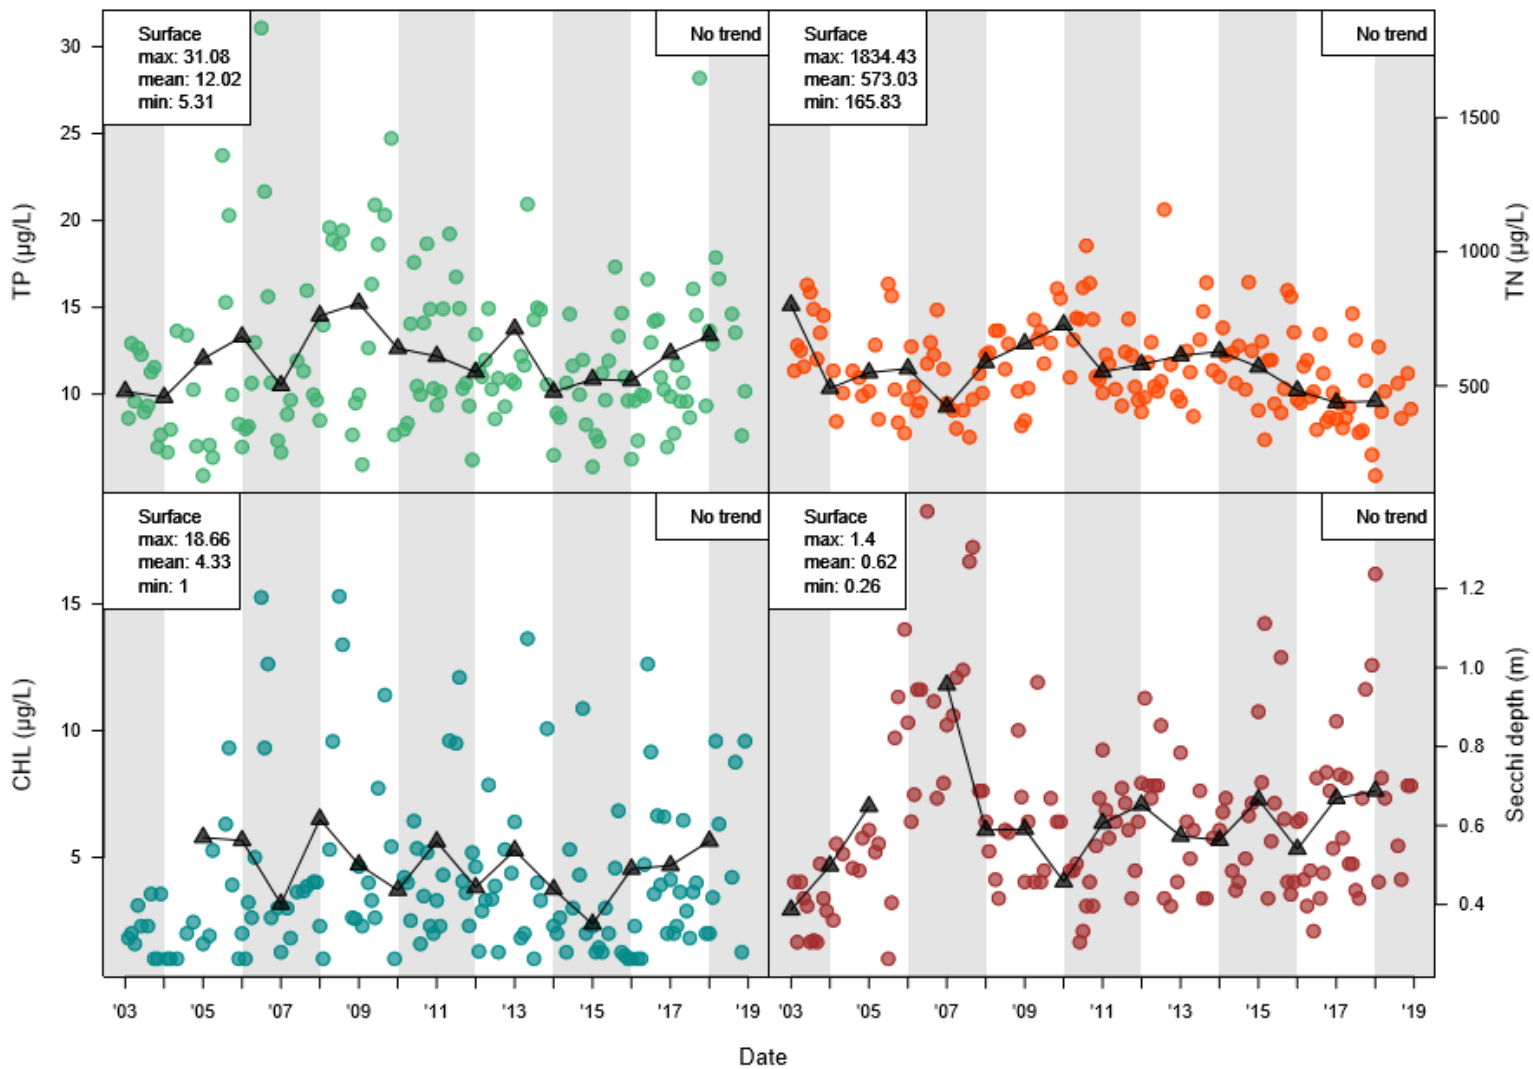 Surface
max: 31.08
mean: 12.02
min: 5.31
No trend
Surface
max: 1834.43
mean: 573.03
min: 165.83
No trend
30
25
20
15
10
TP (µg/L)
1500
1000
500
TN (µg/L)
Surface
max: 18.66
mean: 4.33
min: 1
No trend
Surface
max: 1.4
mean: 0.62
min: 0.26
No trend
15
10
5
CHL (µg/L)
1.2
1.0
0.8
0.6
0.4
Secchi depth (m)
'03 '05 '07 '09 '11 '13 '15 '17 '19 '03 '05 '07 '09 '11 '13 '15 '17 '19
Date